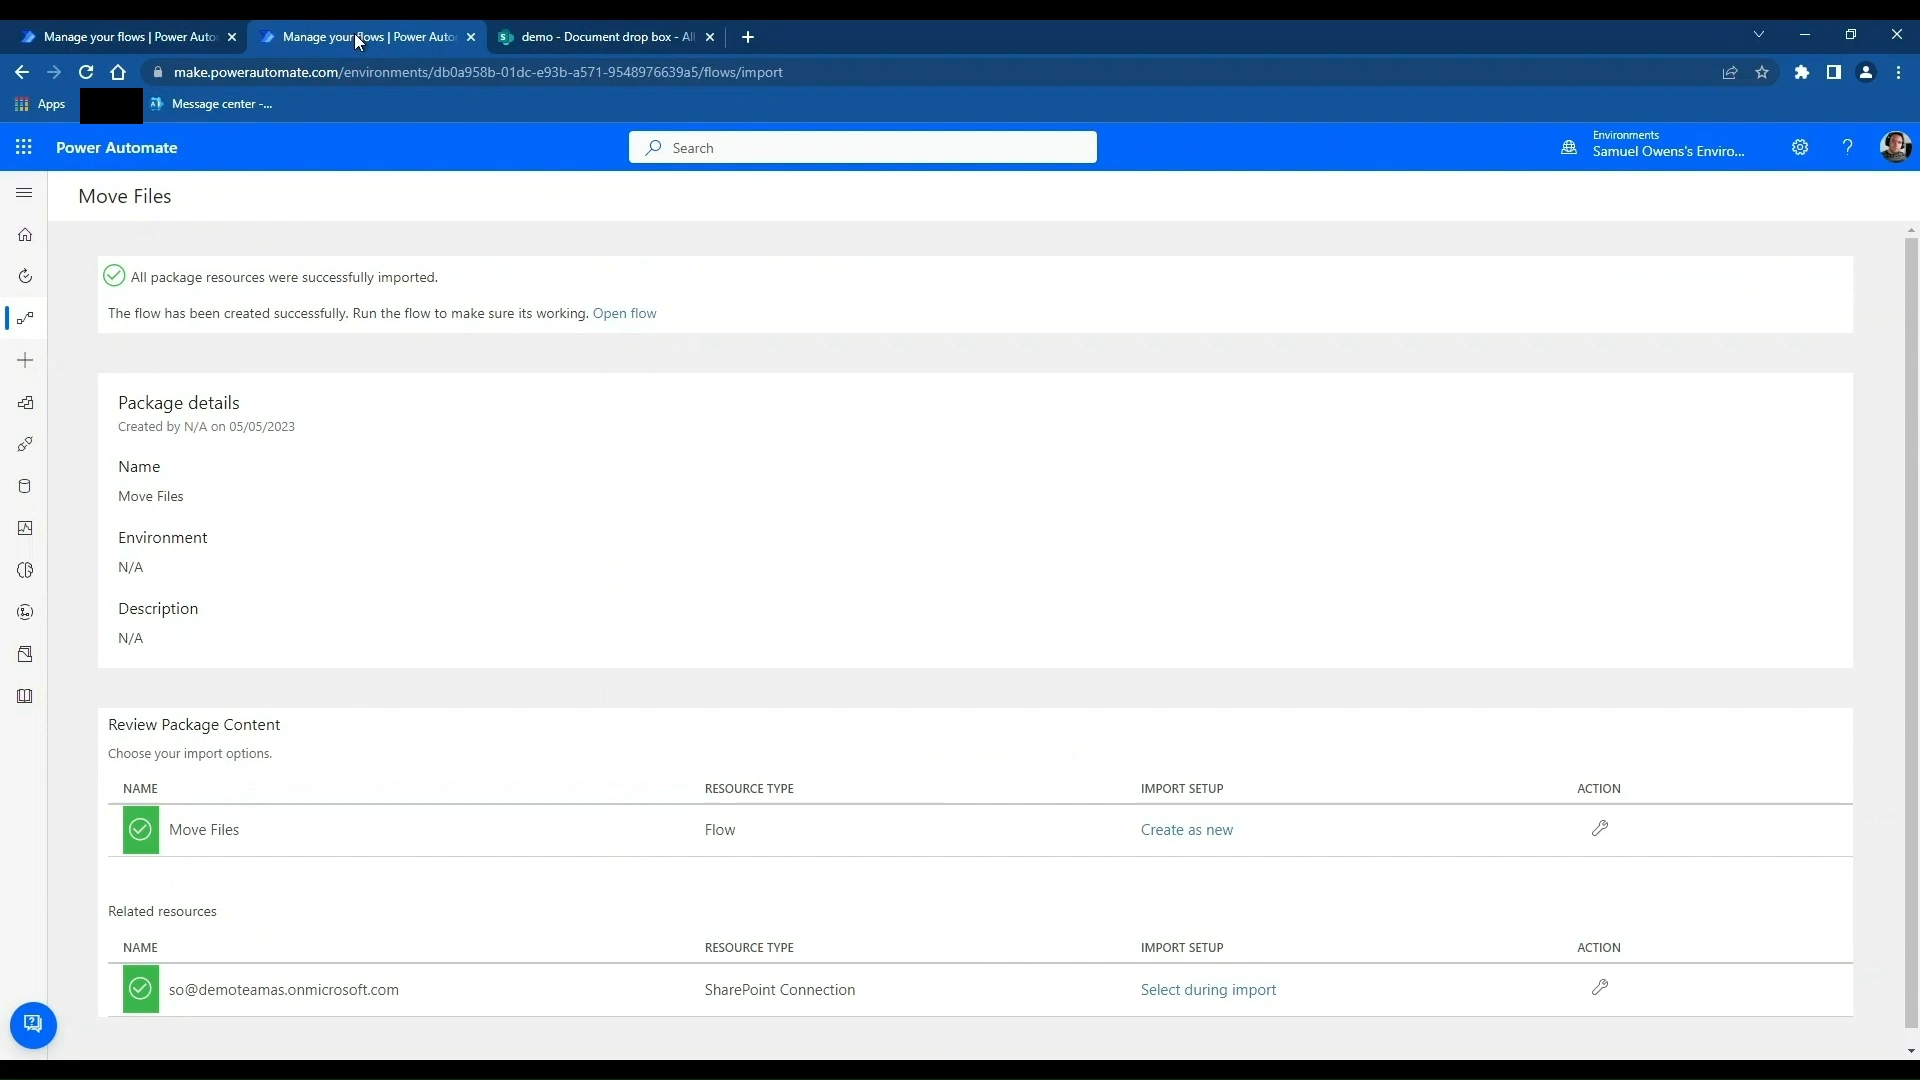 Manage your flows | Power Auto
Manage your flows | Power Auto
demo - Document drop box - All
make.powerautomate.com/environments/db0a958b-01dc-e93b-a571-9548976639a5/flows/import
Apps
Message center -...
Power Automate
Search
Environments
Samuel Owens's Enviro...
Move Files
All package resources were successfully imported.
The flow has been created successfully. Run the flow to make sure its working. Open flow
Package details
Created by N/A on 05/05/2023
Name
Move Files
Environment
N/A
Description
N/A
Review Package Content
Choose your import options.
NAME RESOURCE TYPE IMPORT SETUP ACTION
Move Files Flow Create as new
Related resources
NAME RESOURCE TYPE IMPORT SETUP ACTION
so@demoteamas.onmicrosoft.com SharePoint Connection Select during import